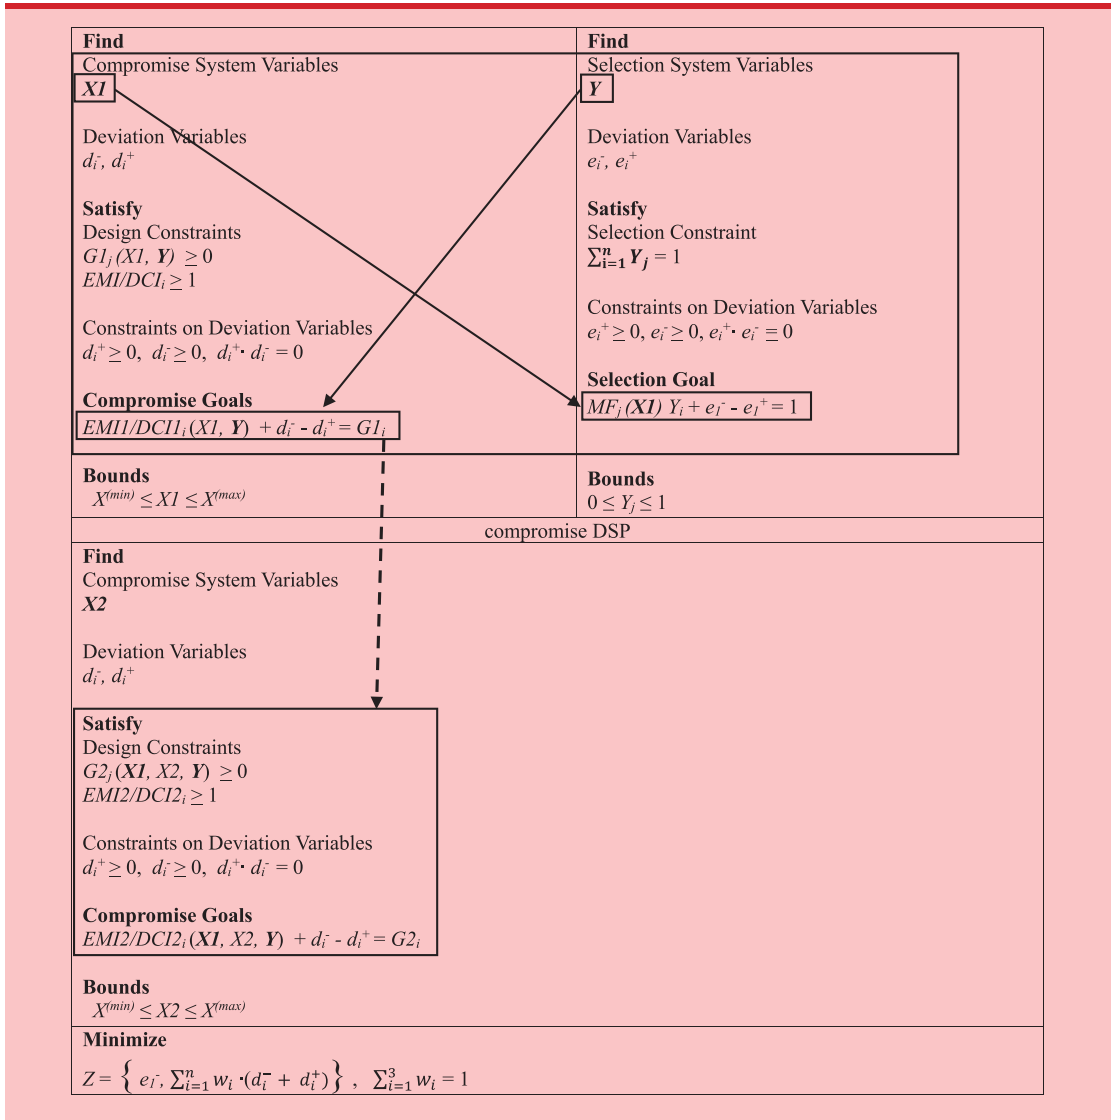 Find
Compromise System Variables
X1
Deviation Variables
dᵢ⁻, dᵢ⁺
Satisfy
Design Constraints
G1ⱼ (X1, Y) ≥ 0
EMI/DCIᵢ ≥ 1
Constraints on Deviation Variables
dᵢ⁺ ≥ 0, dᵢ⁻ ≥ 0, dᵢ⁺· dᵢ⁻ = 0
Compromise Goals
EMI1/DCI1ᵢ (X1, Y) + dᵢ⁻ - dᵢ⁺ = G1ᵢ
Bounds
X⁽ᵐⁱⁿ⁾ ≤ X1 ≤ X⁽ᵐᵃˣ⁾
Find
Selection System Variables
Y
Deviation Variables
eᵢ⁻, eᵢ⁺
Satisfy
Selection Constraint
∑ⁿᵢ₌₁ Yⱼ = 1
Constraints on Deviation Variables
eᵢ⁺ ≥ 0, eᵢ⁻ ≥ 0, eᵢ⁺· eᵢ⁻ = 0
Selection Goal
MFⱼ (X1) Yᵢ + e₁⁻ - e₁⁺ = 1
Bounds
0 ≤ Yⱼ ≤ 1
compromise DSP
Find
Compromise System Variables
X2
Deviation Variables
dᵢ⁻, dᵢ⁺
Satisfy
Design Constraints
G2ⱼ (X1, X2, Y) ≥ 0
EMI2/DCI2ᵢ ≥ 1
Constraints on Deviation Variables
dᵢ⁺ ≥ 0, dᵢ⁻ ≥ 0, dᵢ⁺· dᵢ⁻ = 0
Compromise Goals
EMI2/DCI2ᵢ (X1, X2, Y) + dᵢ⁻ - dᵢ⁺ = G2ᵢ
Bounds
X⁽ᵐⁱⁿ⁾ ≤ X2 ≤ X⁽ᵐᵃˣ⁾
Minimize
Z = { e₁⁻, ∑ⁿᵢ₌₁ wᵢ ·(dᵢ⁻ + dᵢ⁺)} , ∑³ᵢ₌₁ wᵢ = 1